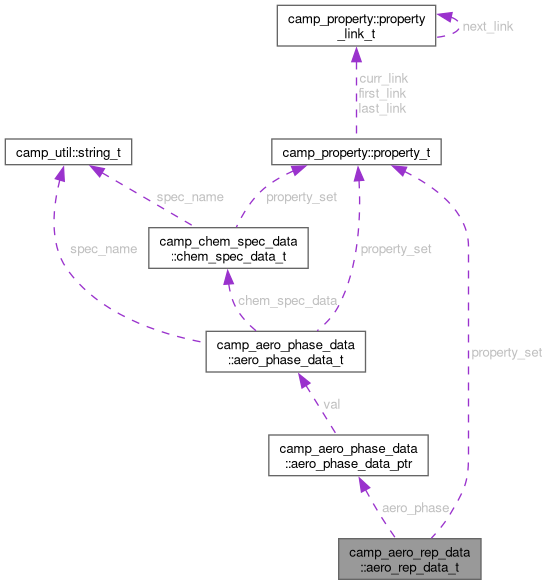 camp_property::property
_link_t
next_link
curr_link
first_link
last_link
camp_util::string_t
camp_property::property_t
spec_name
property_set
camp_chem_spec_data
::chem_spec_data_t
spec_name
property_set
chem_spec_data
camp_aero_phase_data
::aero_phase_data_t
property_set
val
camp_aero_phase_data
::aero_phase_data_ptr
aero_phase
camp_aero_rep_data
::aero_rep_data_t